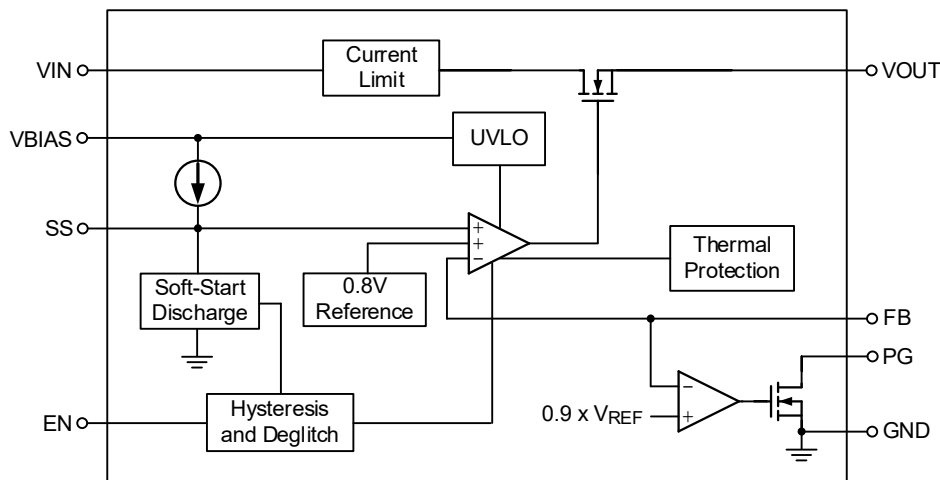 VIN
Current
Limit
VOUT
VBIAS
UVLO
SS
+
+
−
Thermal
Protection
Soft-Start
Discharge
0.8V
Reference
FB
PG
−
+
0.9 x VREF
EN
Hysteresis
and Deglitch
GND